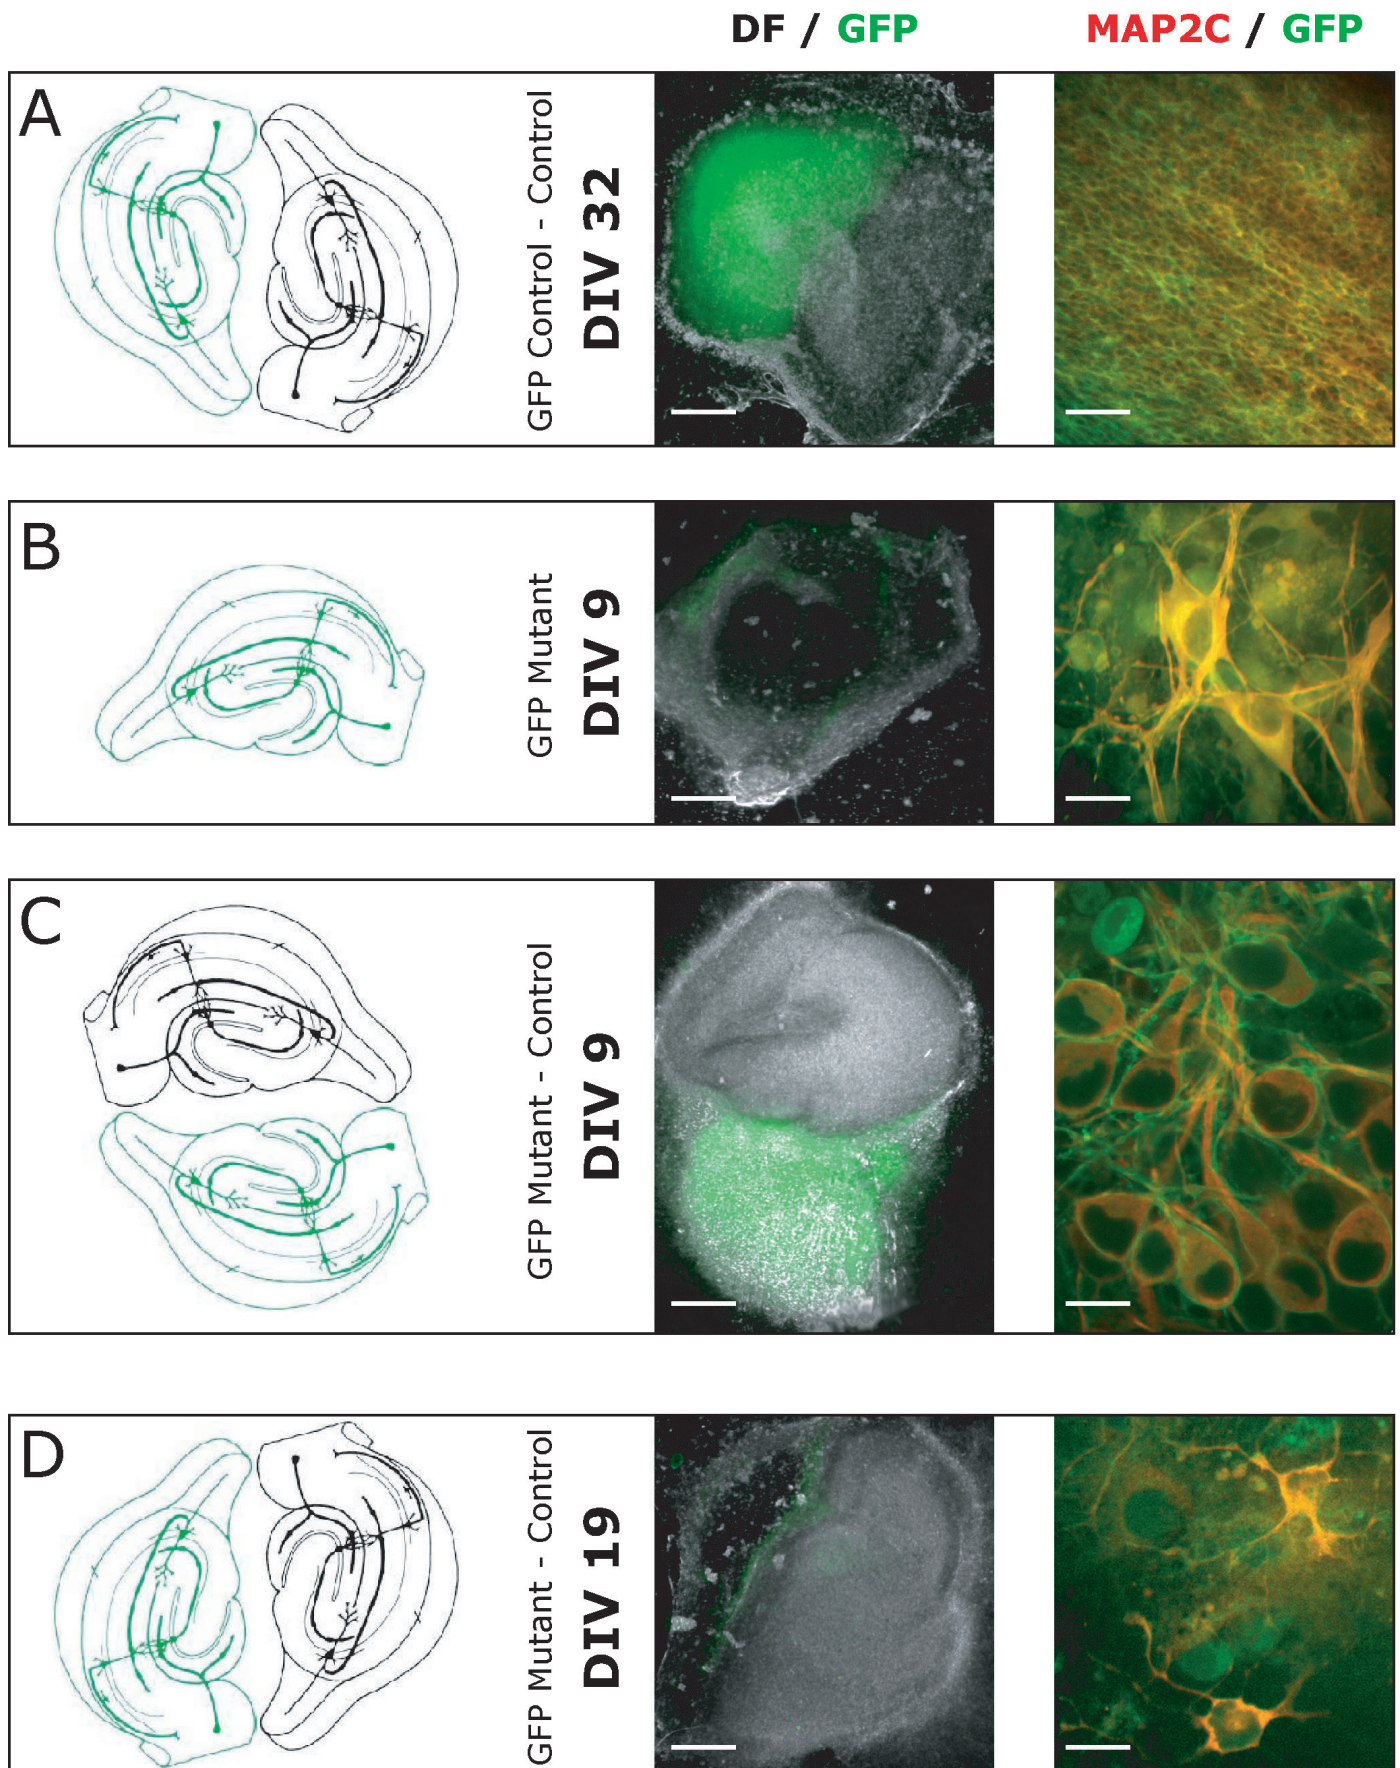 DF / GFP
MAP2C / GFP
A
GFP Control - Control
DIV 32
B
GFP Mutant
DIV 9
C
GFP Mutant - Control
DIV 9
D
GFP Mutant - Control
DIV 19